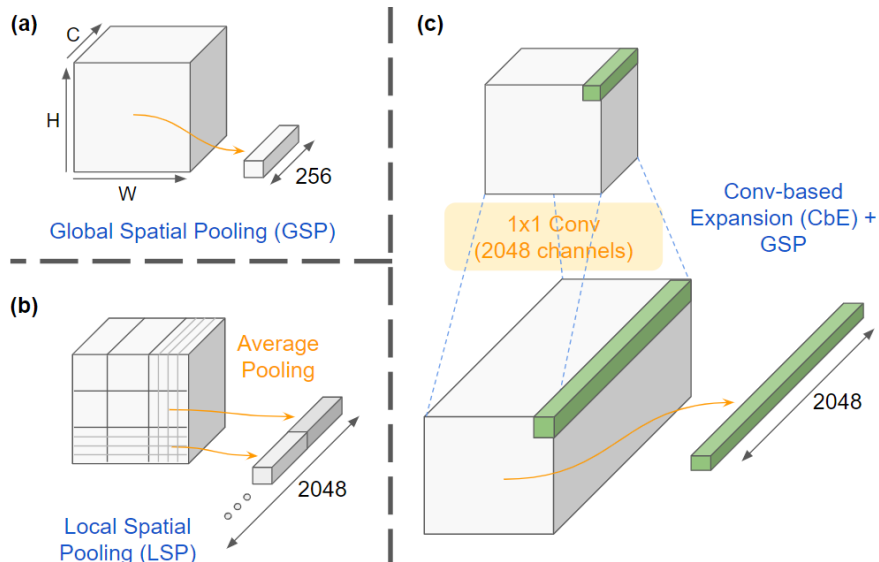 (a)
C
H
W
256
Global Spatial Pooling (GSP)
(b)
Average
Pooling
2048
Local Spatial
Pooling (LSP)
(c)
1x1 Conv
(2048 channels)
Conv-based
Expansion (CbE) +
GSP
2048